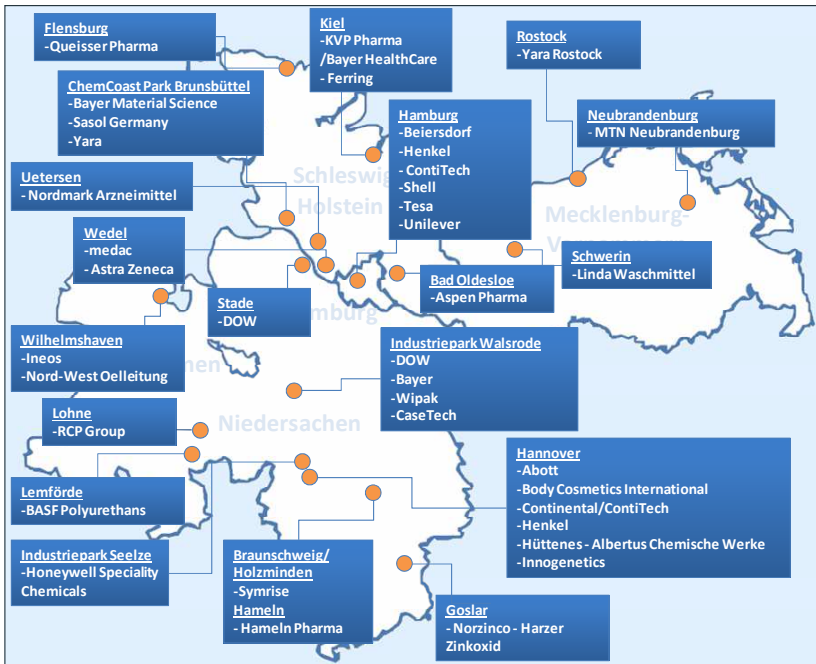 Flensburg
-Queisser Pharma
Kiel
-KVP Pharma
/Bayer HealthCare
- Ferring
Rostock
- Yara Rostock
ChemCoast Park Brunsbüttel
-Bayer Material Science
-Sasol Germany
-Yara
Hamburg
-Beiersdorf
-Henkel
- ContiTech
-Shell
-Tesa
-Unilever
Neubrandenburg
- MTN Neubrandenburg
Schleswig
Holstein
Mecklenburg-
Uetersen
- Nordmark Arzneimittel
Wedel
-medac
- Astra Zeneca
Schwerin
-Linda Waschmittel
Bad Oldesloe
-Aspen Pharma
Stade
-DOW
mburg
Wilhelmshaven
-Ineos
-Nord-West Oelleitung
men
Industriepark Walsrode
-DOW
-Bayer
-Wipak
-CaseTech
Lohne
-RCP Group
Niedersachen
Lemförde
-BASF Polyurethans
Hannover
-Abott
-Body Cosmetics International
-Continental/ContiTech
-Henkel
-Hüttenes - Albertus Chemische Werke
-Innogenetics
Industriepark Seelze
-Honeywell Speciality
Chemicals
Braunschweig/
Holzminden
-Symrise
Hameln
- Hameln Pharma
Goslar
- Norzinco - Harzer
Zinkoxid